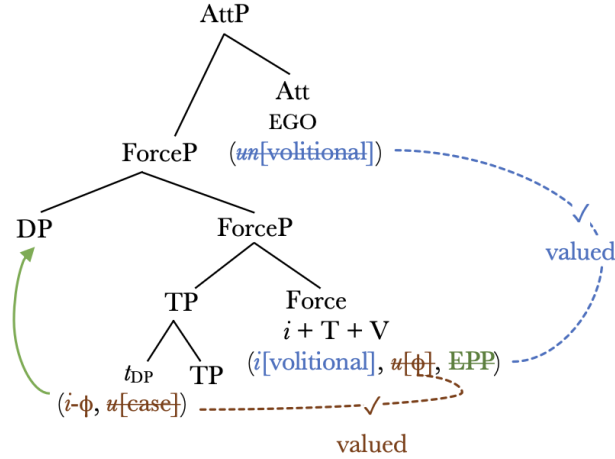 AttP
Att
EGO
ForceP (un[volitional])
DP ForceP
valued
TP Force
i + T + V
tDP TP (i[volitional], u[ϕ], EPP)
(i-ϕ, u[case])
valued